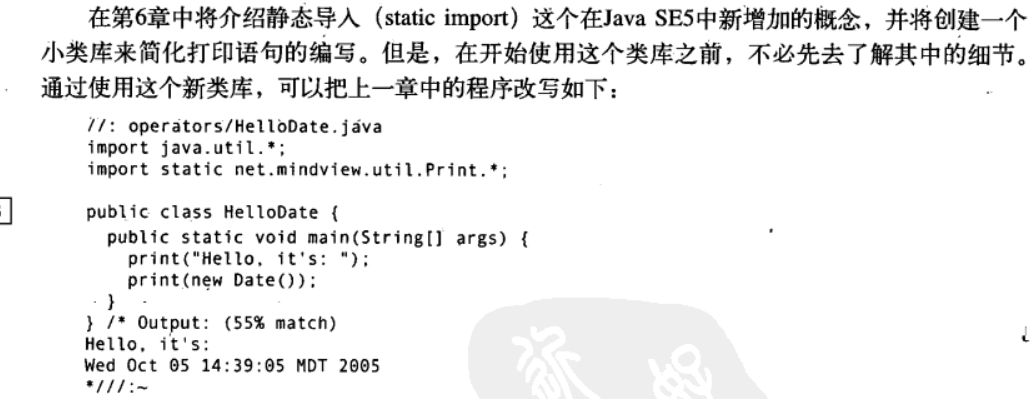 在第6章中将介绍静态导入（static import）这个在Java SE5中新增加的概念，并将创建一个
小类库来简化打印语句的编写。但是，在开始使用这个类库之前，不必先去了解其中的细节。
通过使用这个新类库，可以把上一章中的程序改写如下：
//: operators/HelloDate.java
import java.util.*;
import static net.mindview.util.Print.*;
public class HelloDate {
public static void main(String[] args) {
print("Hello, it's: ");
print(new Date());
}
} /* Output: (55% match)
Hello, it's:
Wed Oct 05 14:39:05 MDT 2005
*///:~